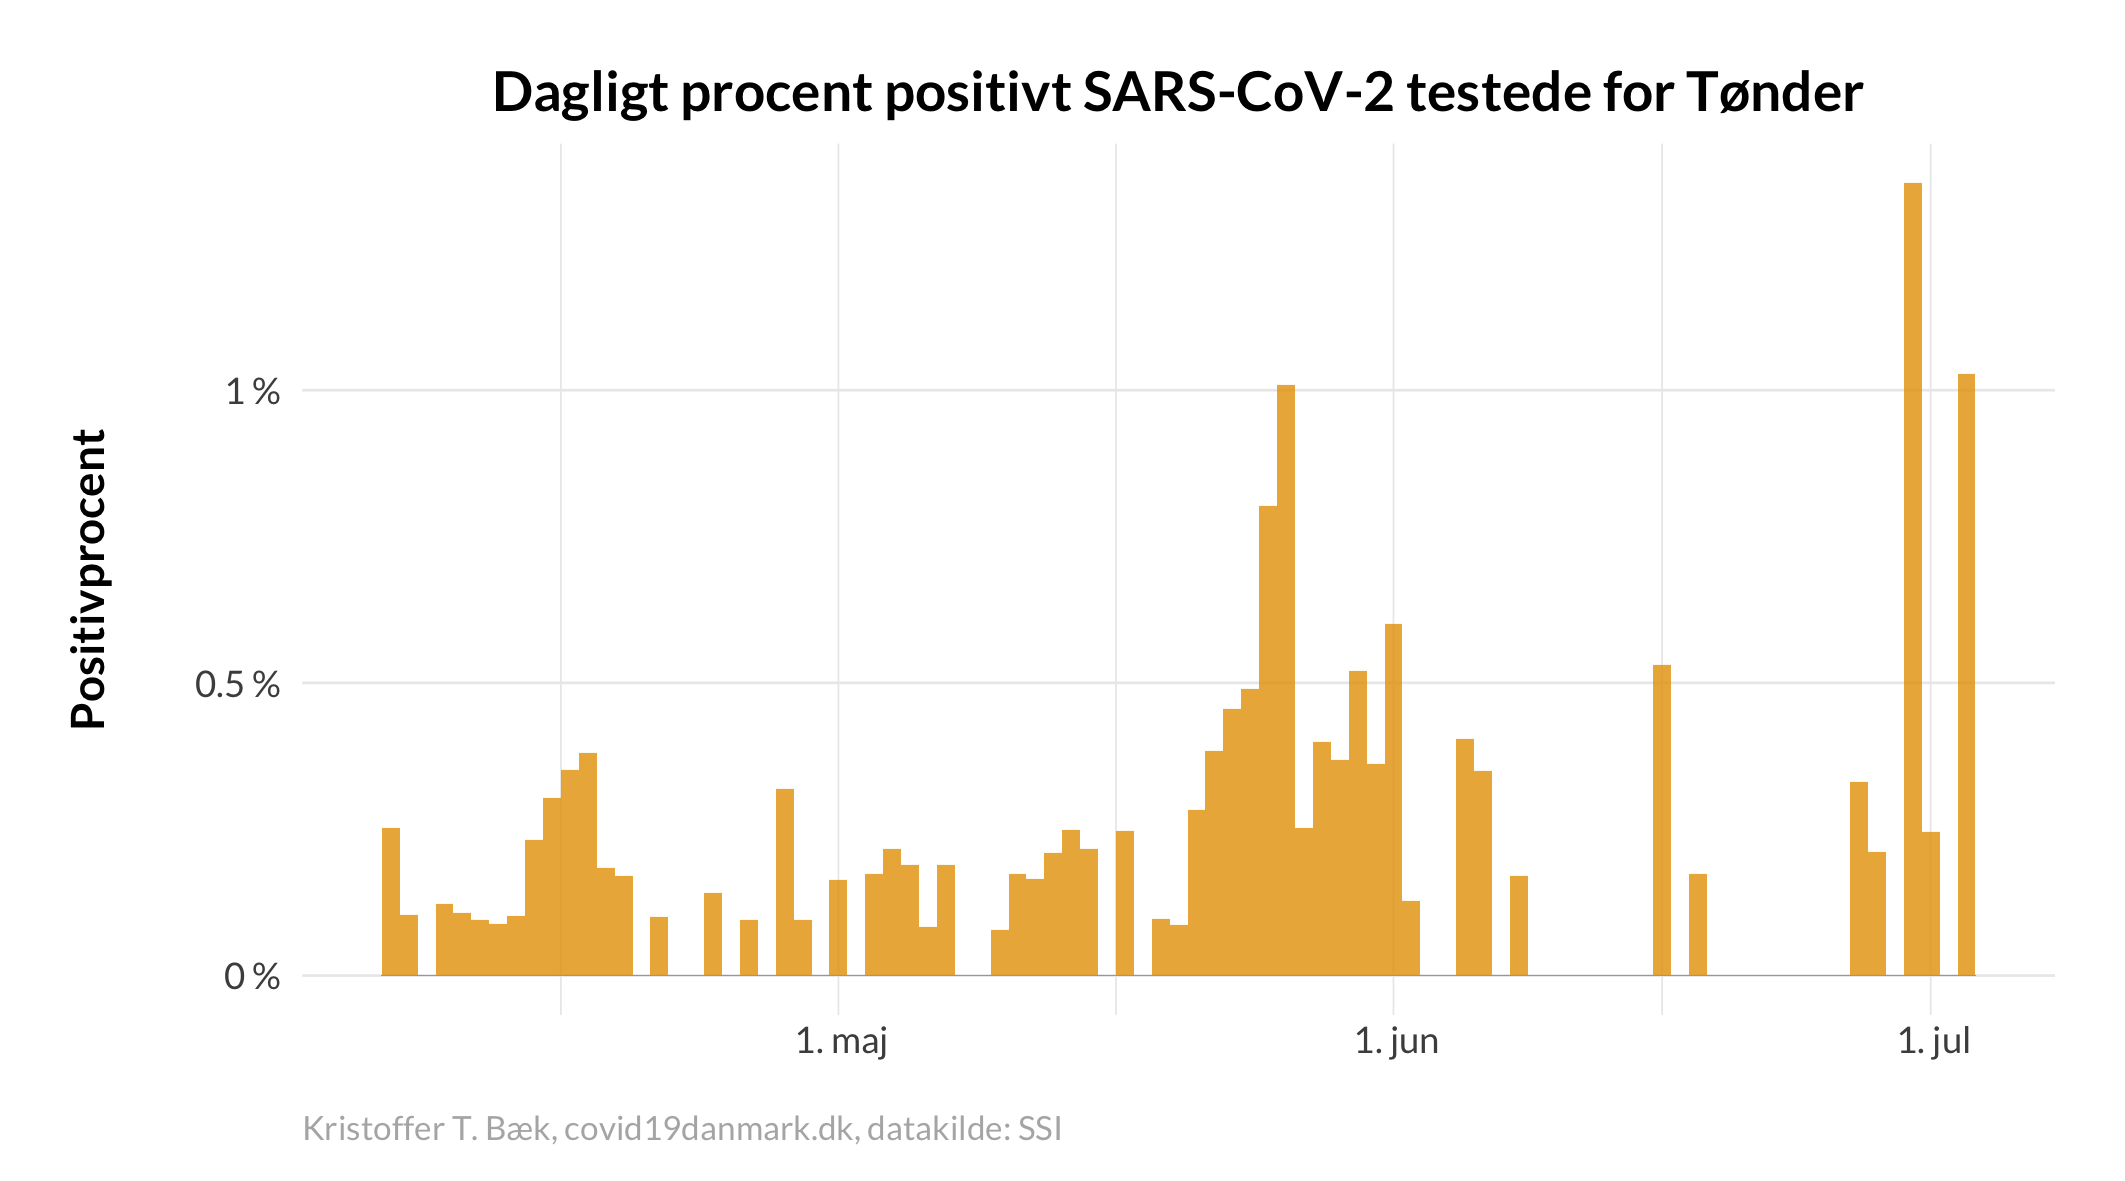 Dagligt procent positivt SARS-CoV-2 testede for Tønder
Positivprocent
1 %
0.5 %
0 %
1. maj
1. jun
1. jul
Kristoffer T. Bæk, covid19danmark.dk, datakilde: SSI